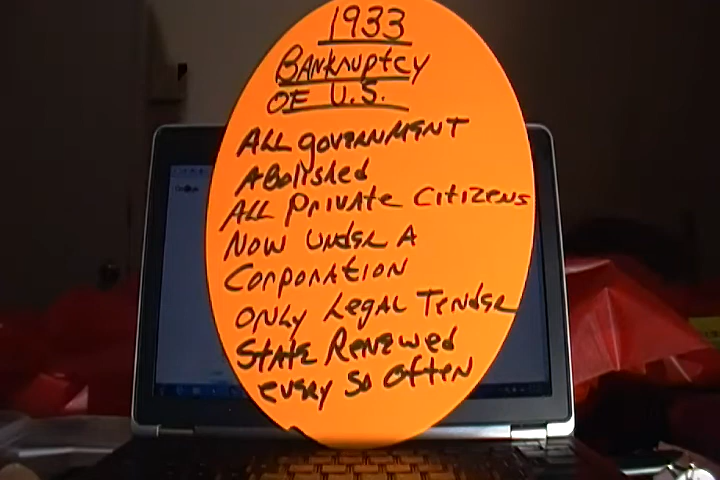 1933
BANKRUPTCY
OF U.S.
ALL GOVERNMENT
ABOLISHED
ALL PRIVATE CITIZENS
NOW UNDER A
CORPORATION
ONLY LEGAL TENDER
STATE RENEWED
EVERY SO OFTEN